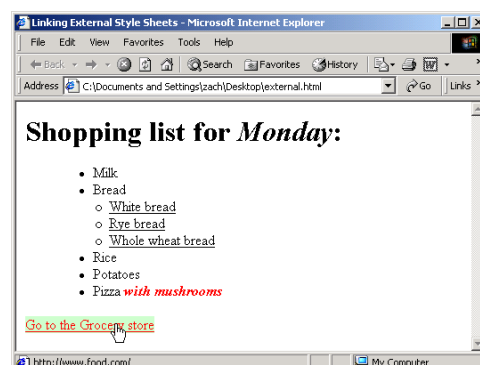 Linking External Style Sheets - Microsoft Internet Explorer
File Edit View Favorites Tools Help
Back Search Favorites History
Address C:\Documents and Settings\zach\Desktop\external.html Go Links
Shopping list for Monday:
Milk
Bread
White bread
Rye bread
Whole wheat bread
Rice
Potatoes
Pizza with mushrooms
Go to the Grocery store
http://www.food.com/ My Computer